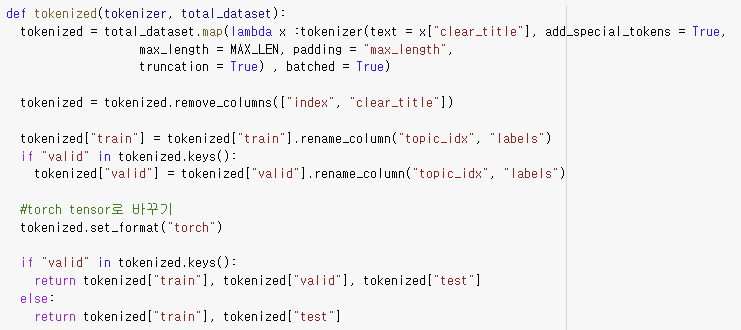 def tokenized(tokenizer, total_dataset):
  tokenized = total_dataset.map(lambda x :tokenizer(text = x["clear_title"], add_special_tokens = True,
                max_length = MAX_LEN, padding = "max_length",
                truncation = True) , batched = True)

  tokenized = tokenized.remove_columns(["index", "clear_title"])

  tokenized["train"] = tokenized["train"].rename_column("topic_idx", "labels")
  if "valid" in tokenized.keys():
    tokenized["valid"] = tokenized["valid"].rename_column("topic_idx", "labels")

  #torch tensor로 바꾸기
  tokenized.set_format("torch")

  if "valid" in tokenized.keys():
    return tokenized["train"], tokenized["valid"], tokenized["test"]
  else:
    return tokenized["train"], tokenized["test"]